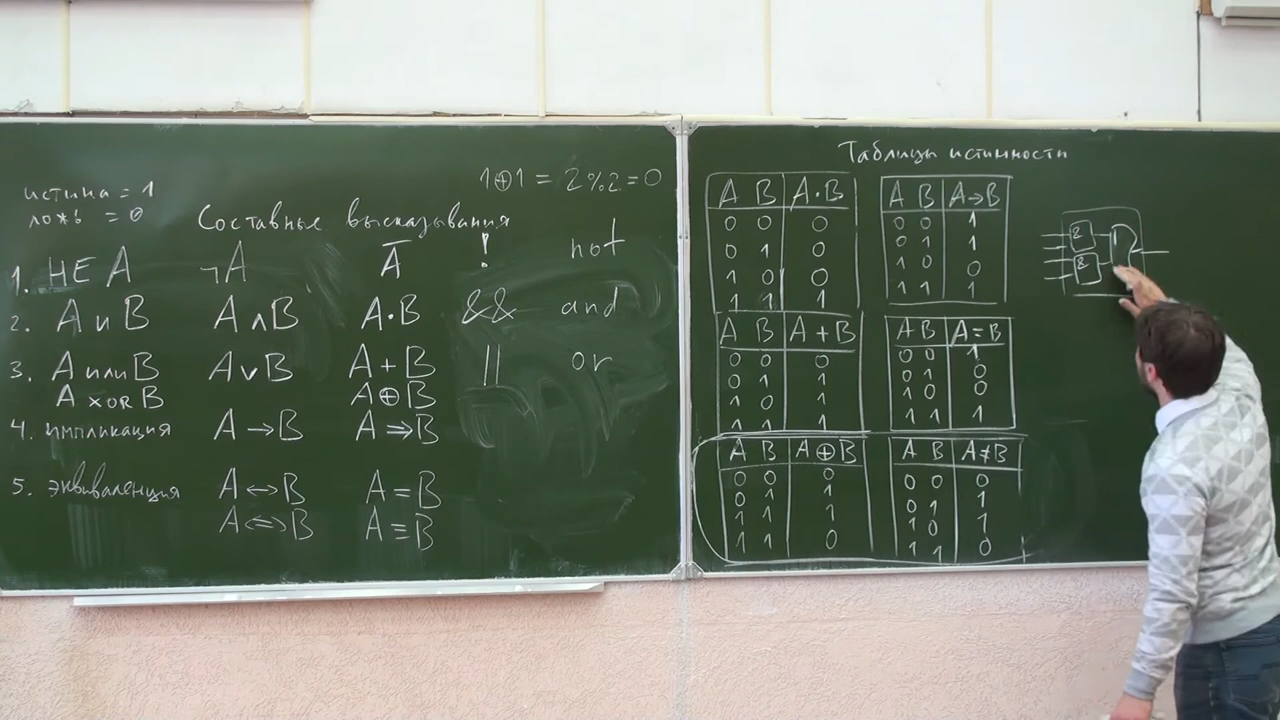 истина = 1
ложь = 0
1⊕1 = 2%2=0
Составные высказывания
1. НЕ A ¬A A̅ ! not
2. A и B A∧B A·B && and
3. A или B A∨B A+B || or
A xor B A⊕B
4. импликация A→B A⇒B
5. эквиваленция A↔B A=B
A⇔B A≡B
Таблицы истинности
A B A·B
0 0 0
0 1 0
1 0 0
1 1 1
A B A→B
0 0 1
0 1 1
1 0 0
1 1 1
A B A+B
0 0 0
0 1 1
1 0 1
1 1 1
A B A=B
0 0 1
0 1 0
1 0 0
1 1 1
A B A⊕B
0 0 0
0 1 1
1 1 1
1 1 0
A B A≠B
0 0 0
0 1 1
1 0 1
1 1 0
&
&
1